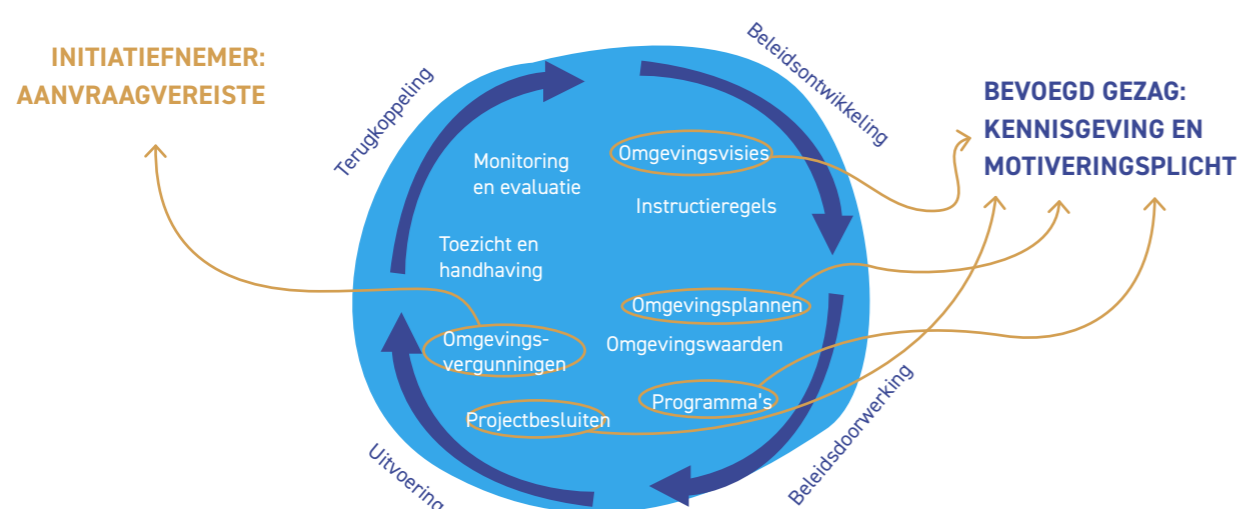 INITIATIEFNEMER:
AANVRAAGVEREISTE
Terugkoppeling
Beleidsontwikkeling
BEVOEGD GEZAG:
KENNISGEVING EN
MOTIVERINGSPLICHT
Monitoring
en evaluatie
Omgevingsvisies
Instructieregels
Toezicht en
handhaving
Omgevingsplannen
Omgevings-
vergunningen
Omgevingswaarden
Programma's
Projectbesluiten
Uitvoering
Beleidsdoorwerking